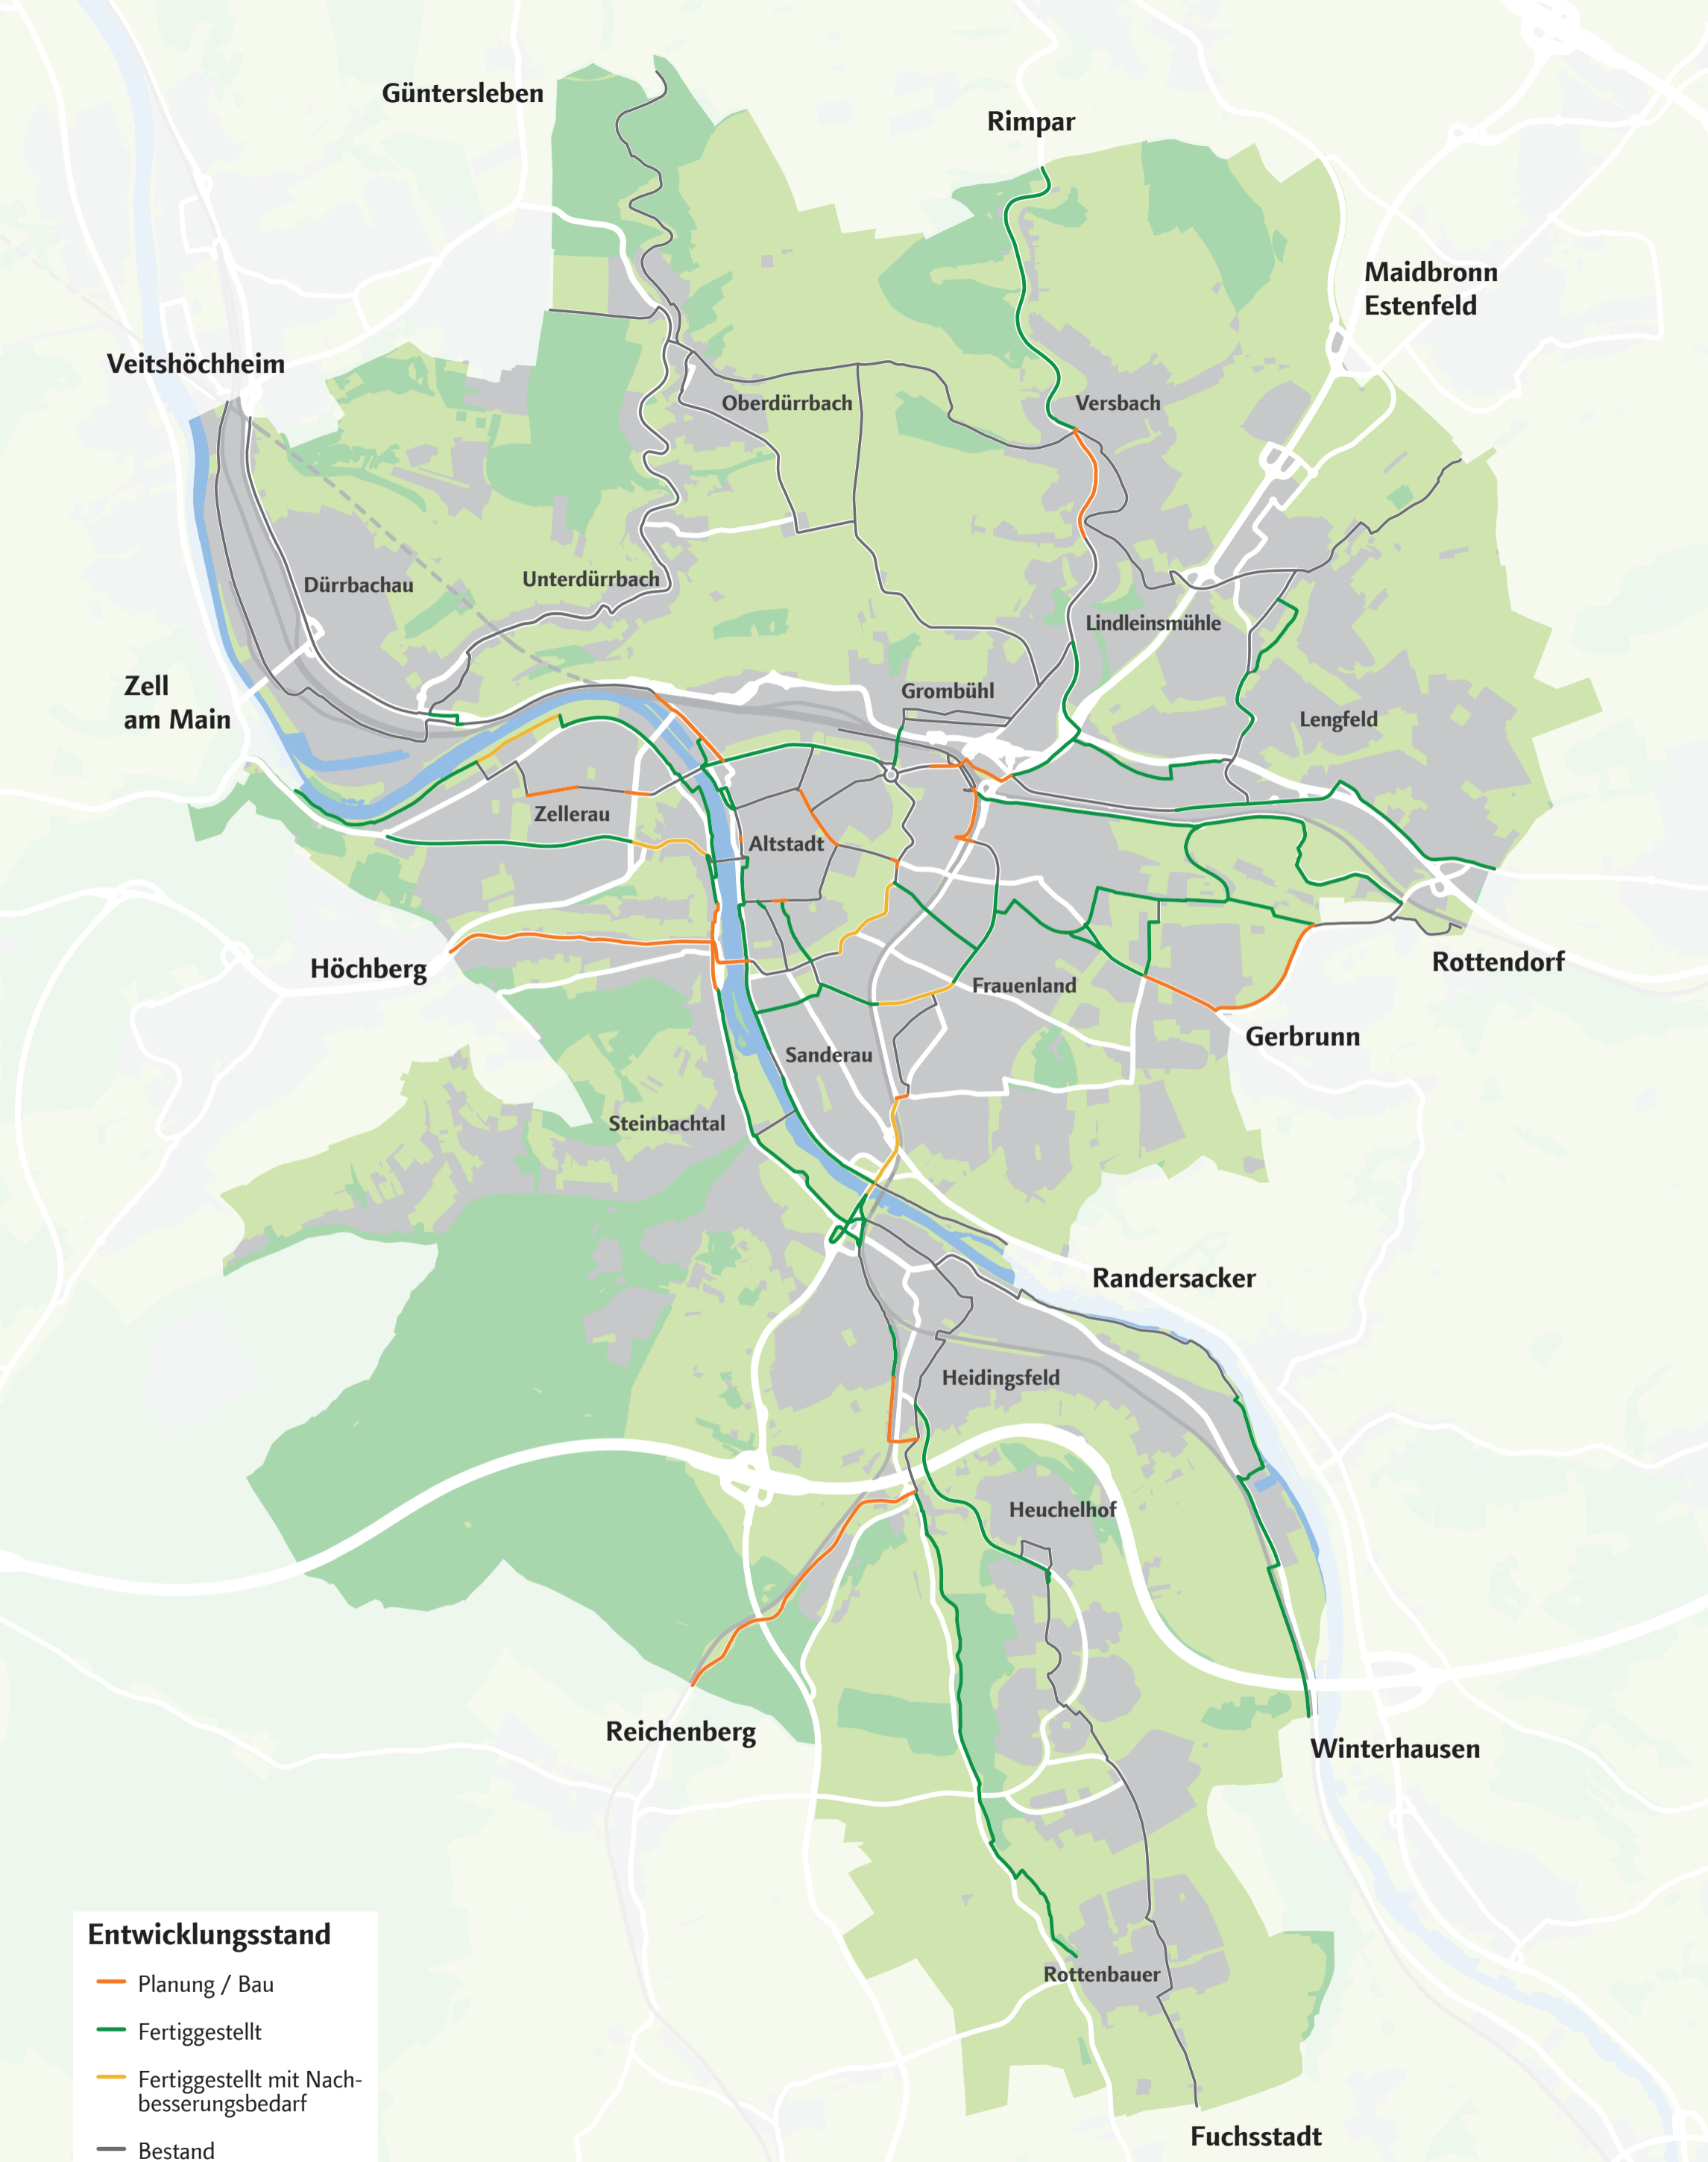 Güntersleben
Rimpar
Maidbronn
Estenfeld
Veitshöchheim
Oberdürrbach
Versbach
Dürrbachau
Unterdürrbach
Lindleinsmühle
Zell
am Main
Grombühl
Lengfeld
Zellerau
Altstadt
Höchberg
Rottendorf
Frauenland
Gerbrunn
Sanderau
Steinbachtal
Randersacker
Heidingsfeld
Heuchelhof
Reichenberg
Winterhausen
Rottenbauer
Fuchsstadt
Entwicklungsstand
Planung / Bau
Fertiggestellt
Fertiggestellt mit Nach-
besserungsbedarf
Bestand